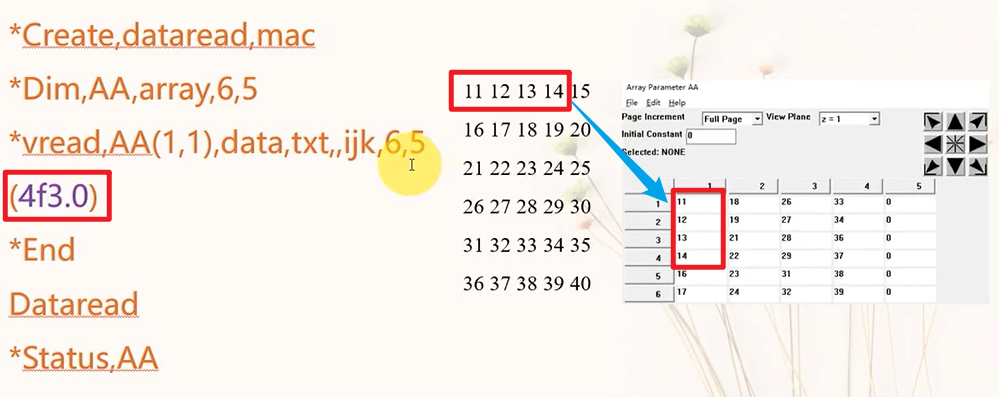 *Create,dataread,mac
*Dim,AA,array,6,5
*vread,AA(1,1),data,txt,,ijk,6,5
(4f3.0)
*End
Dataread
*Status,AA
11 12 13 14 15
16 17 18 19 20
21 22 23 24 25
26 27 28 29 30
31 32 33 34 35
36 37 38 39 40
Array Parameter AA
File Edit Help
Page Increment Full Page View Plane z = 1
Initial Constant 0
Selected: NONE
1 2 3 4 5
1 11 18 26 33 0
2 12 19 27 34 0
3 13 21 28 36 0
4 14 22 29 37 0
5 16 23 31 38 0
6 17 24 32 39 0